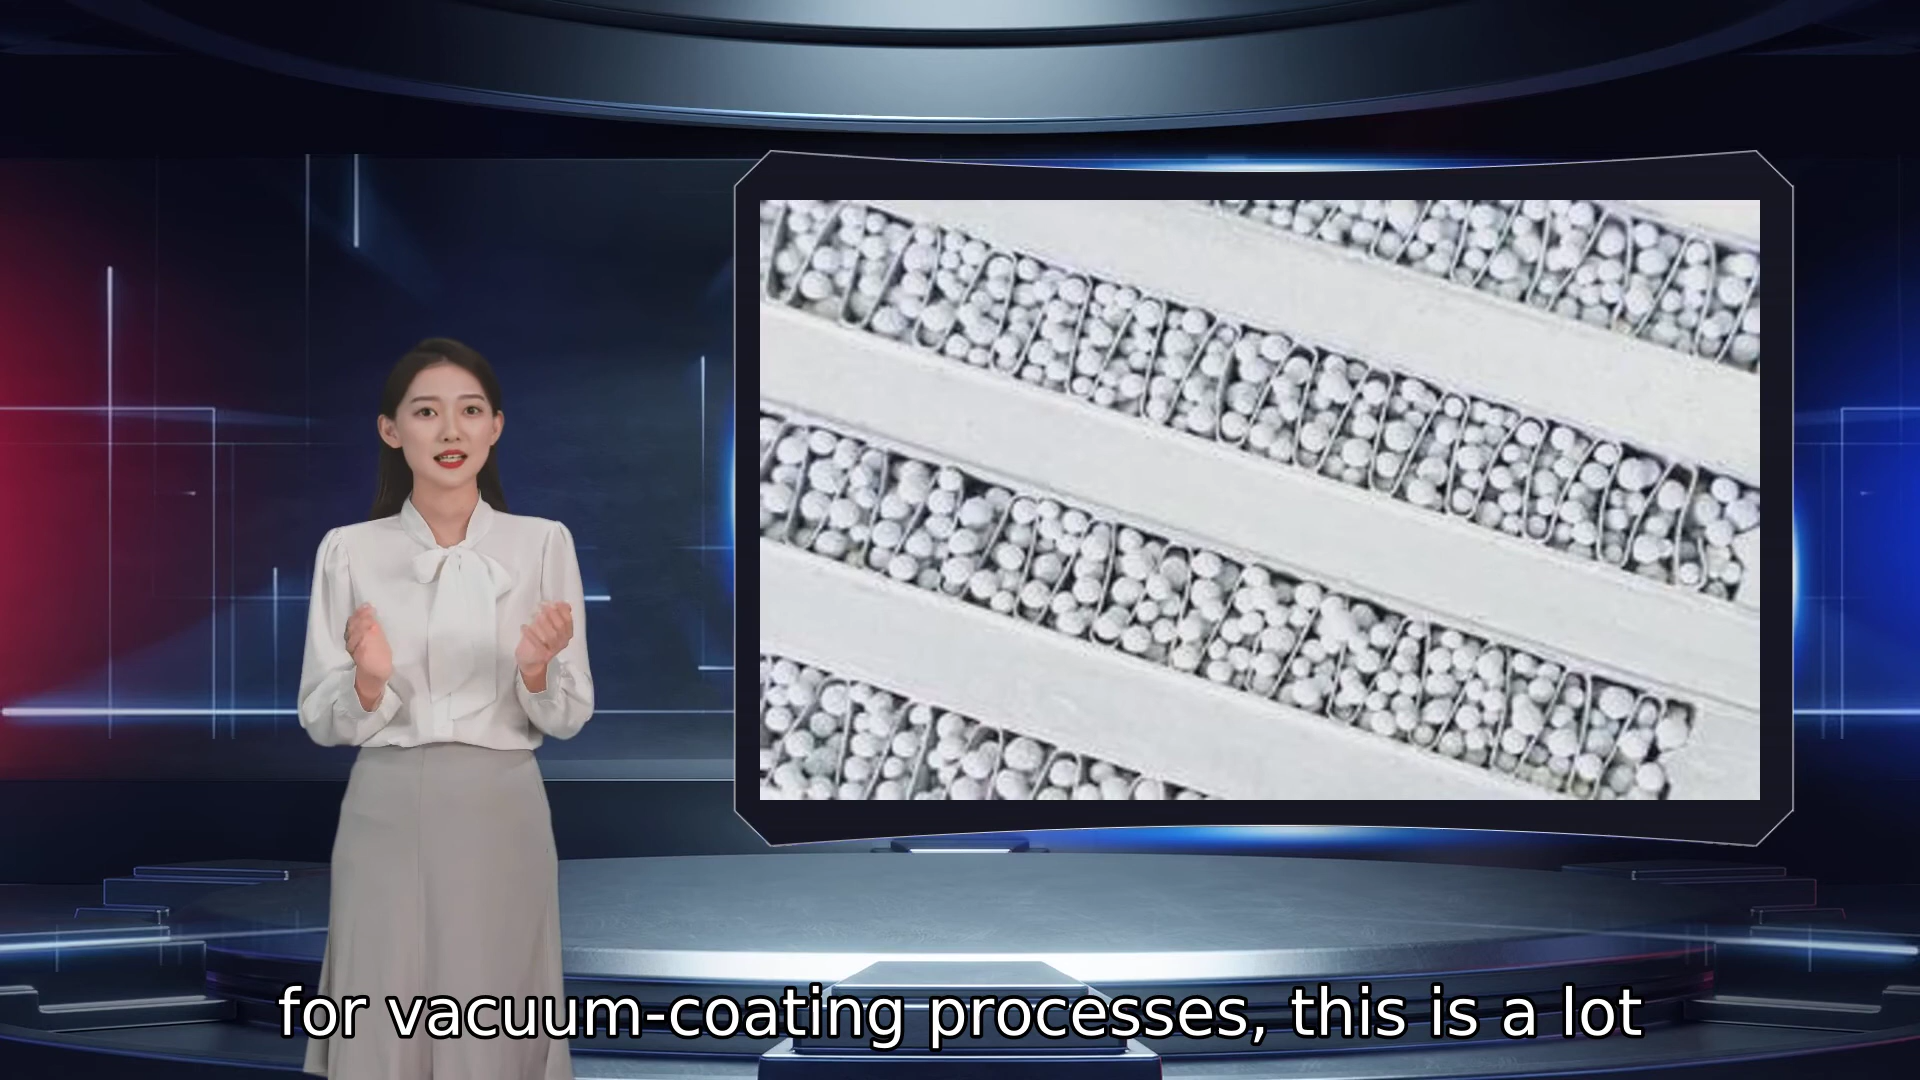 for vacuum-coating processes, this is a lot